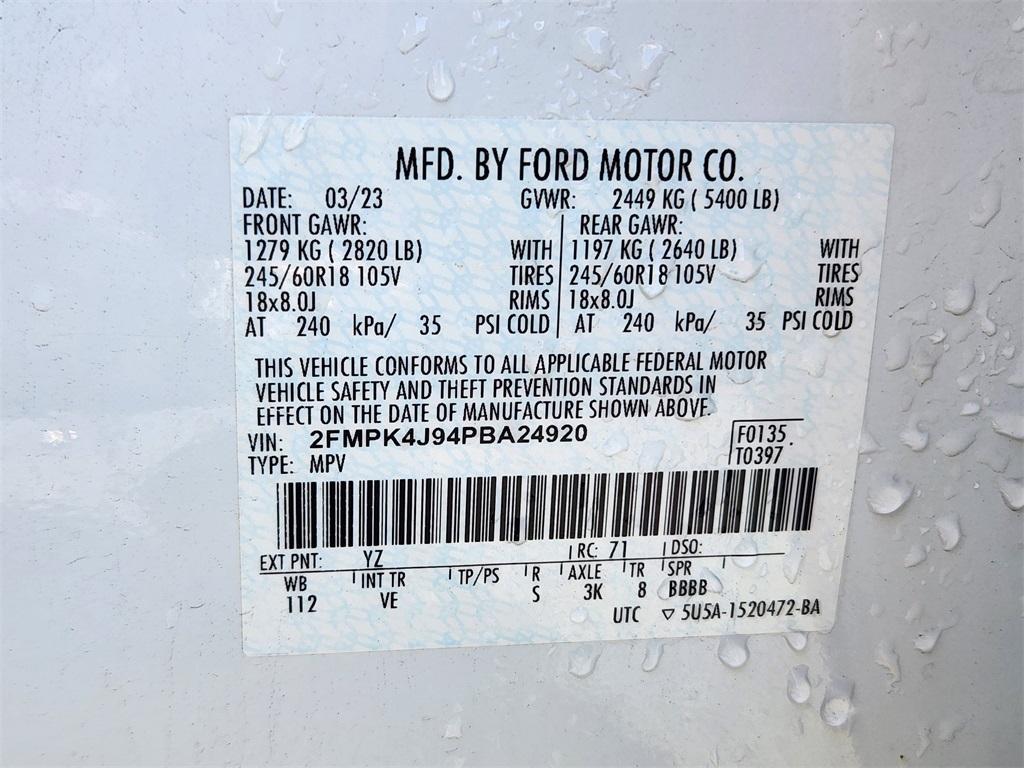 MFD. BY FORD MOTOR CO.
DATE: 03/23 GVWR: 2449 KG ( 5400 LB)
FRONT GAWR: REAR GAWR:
1279 KG ( 2820 LB) WITH 1197 KG ( 2640 LB) WITH
245/60R18 105V TIRES 245/60R18 105V TIRES
18x8.0J RIMS 18x8.0J RIMS
AT 240 kPa/ 35 PSI COLD AT 240 kPa/ 35 PSI COLD
THIS VEHICLE CONFORMS TO ALL APPLICABLE FEDERAL MOTOR
VEHICLE SAFETY AND THEFT PREVENTION STANDARDS IN
EFFECT ON THE DATE OF MANUFACTURE SHOWN ABOVE.
VIN: 2FMPK4J94PBA24920 F0135
TYPE: MPV T0397
EXT PNT: YZ RC: 71 DSO:
WB INT TR TP/PS R AXLE TR SPR
112 VE S 3K 8 BBBB
UTC ▽ 5U5A-1520472-BA